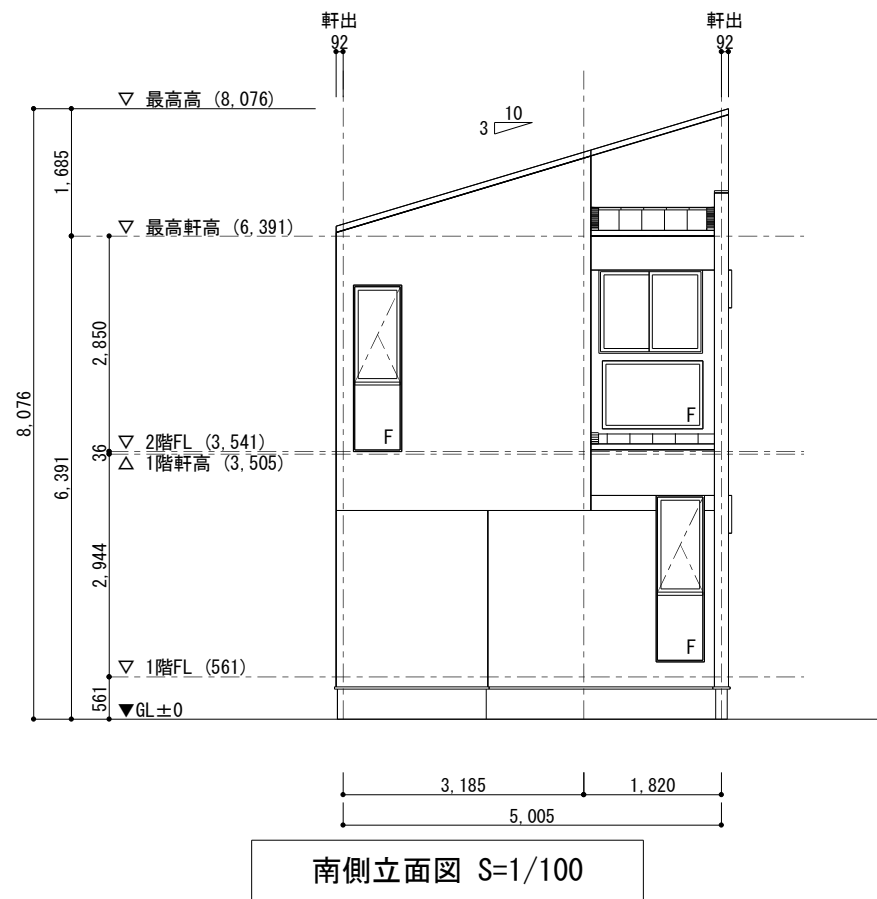 軒出
92
軒出
92
▽ 最高高 (8,076)
10
3
1,685
▽ 最高軒高 (6,391)
2,850
8,076
6,391
F
F
▽ 2階FL (3,541)
36
△ 1階軒高 (3,505)
2,944
F
▽ 1階FL (561)
561
▼GL±0
3,185
1,820
5,005
南側立面図 S=1/100